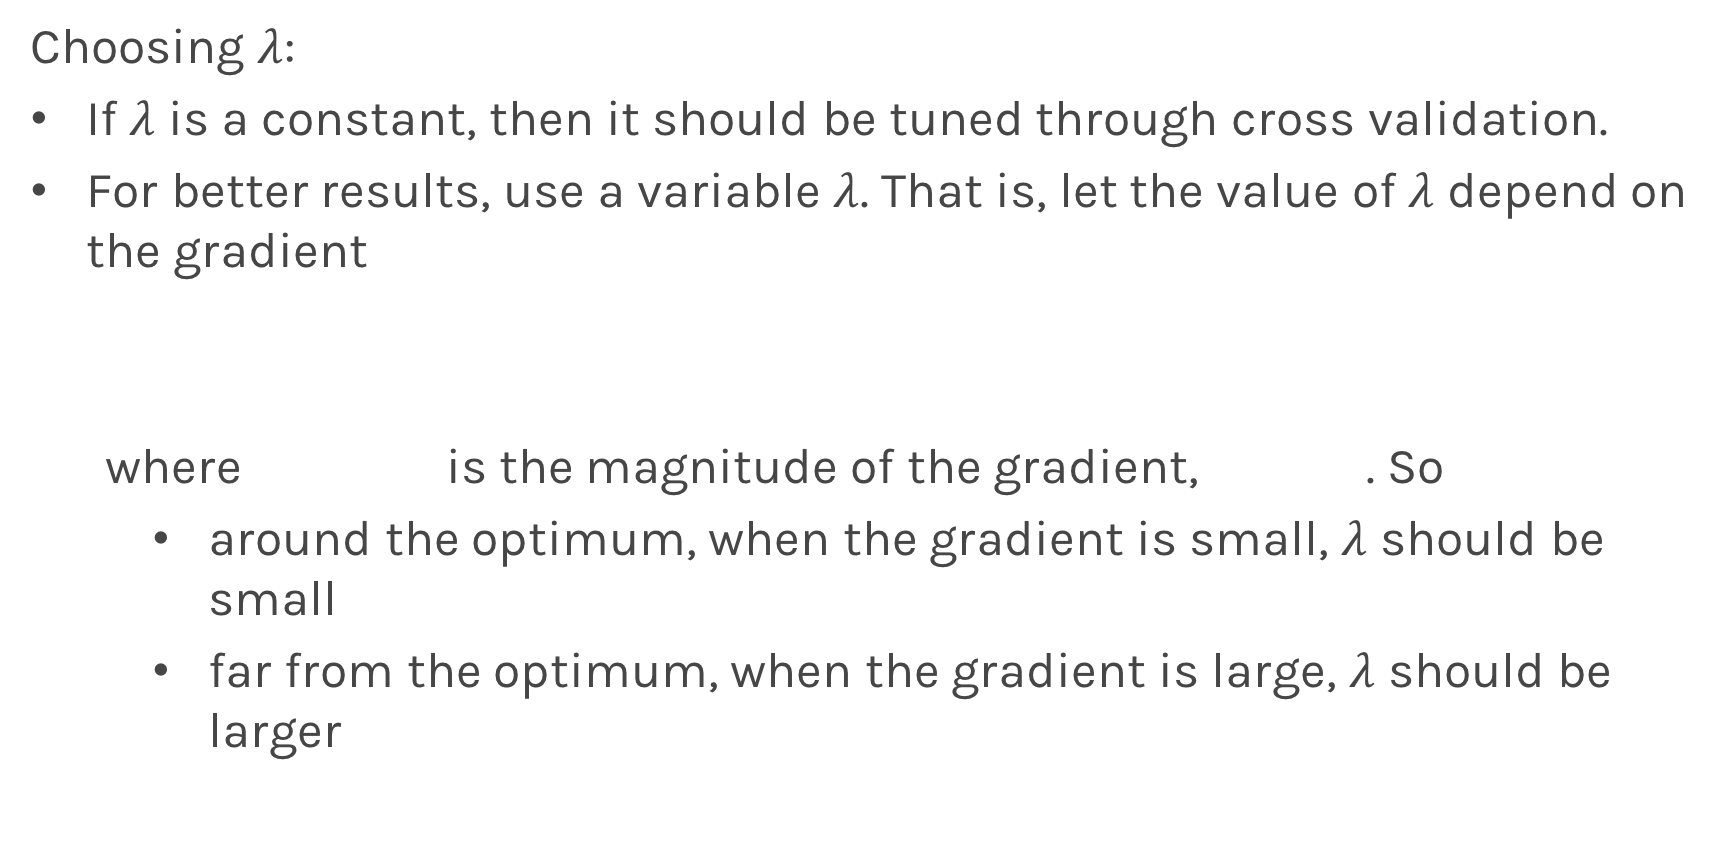 Choosing λ:
• If λ is a constant, then it should be tuned through cross validation.
• For better results, use a variable λ. That is, let the value of λ depend on
the gradient
where is the magnitude of the gradient, . So
• around the optimum, when the gradient is small, λ should be
small
• far from the optimum, when the gradient is large, λ should be
larger